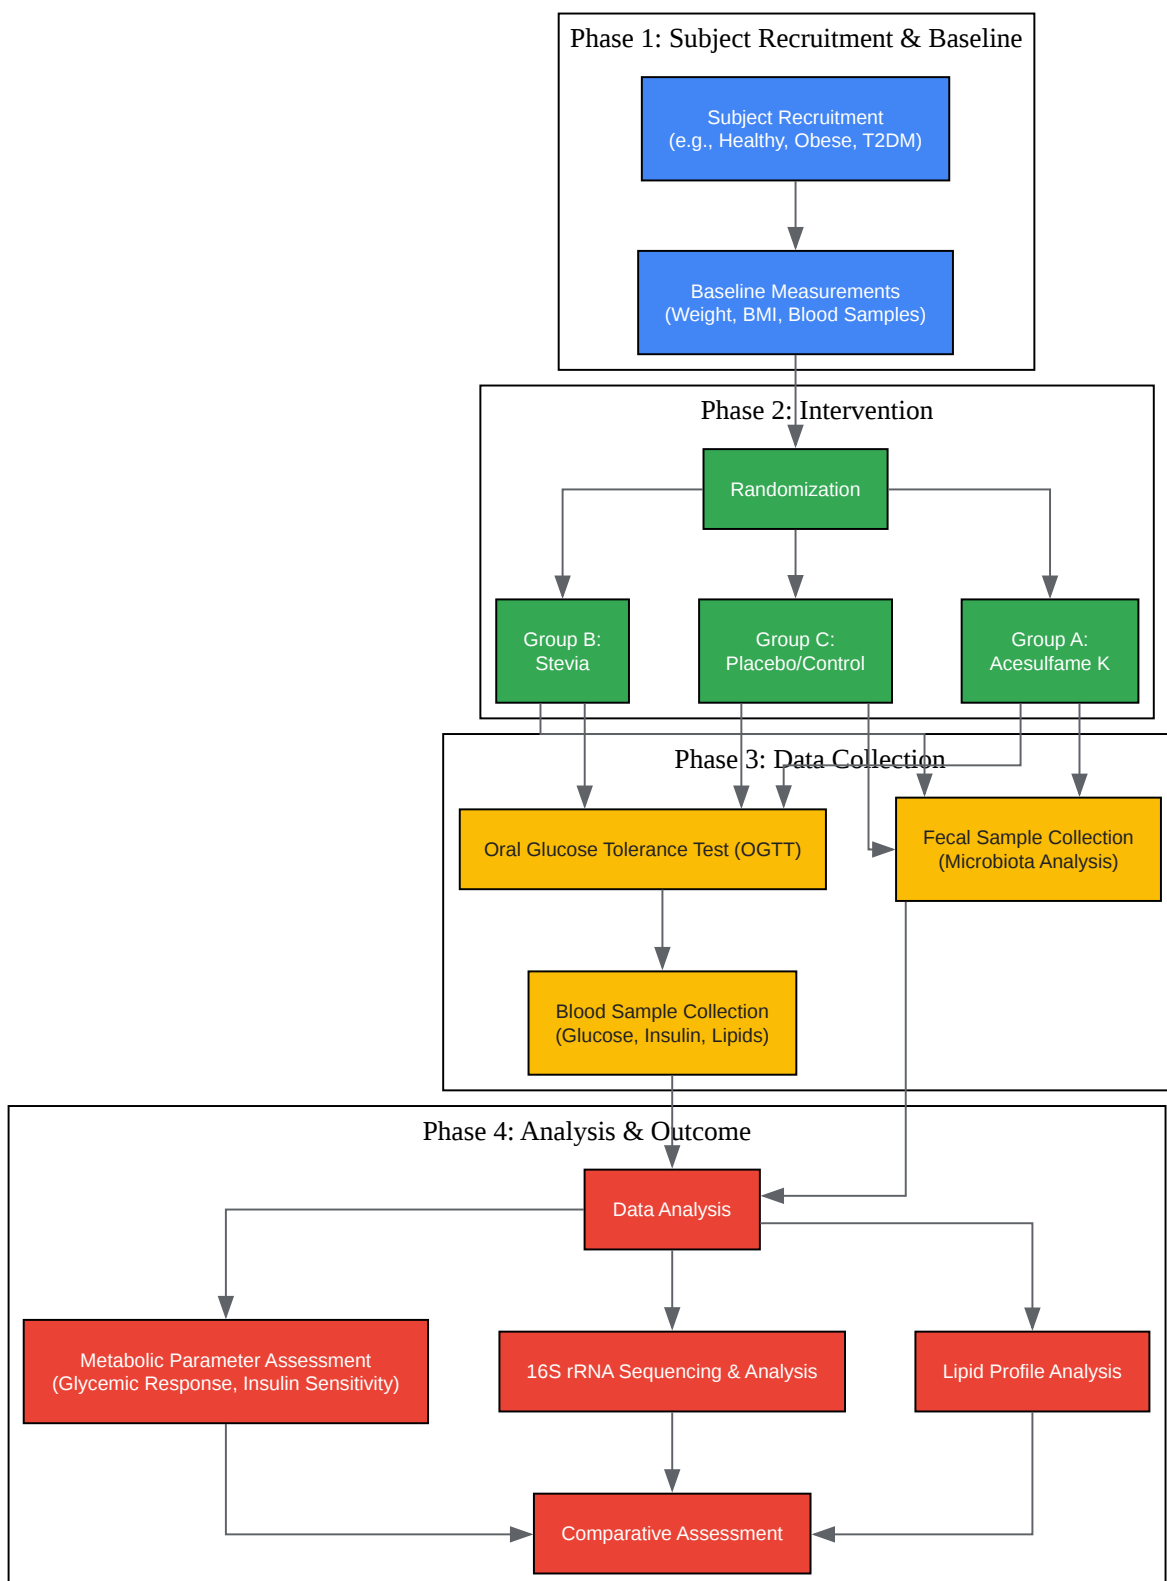 Phase 1: Subject Recruitment & Baseline
Subject Recruitment
(e.g., Healthy, Obese, T2DM)
Baseline Measurements
(Weight, BMI, Blood Samples)
Phase 2: Intervention
Randomization
Group B:
Stevia
Group C:
Placebo/Control
Group A:
Acesulfame K
Phase 3: Data Collection
Oral Glucose Tolerance Test (OGTT)
Fecal Sample Collection
(Microbiota Analysis)
Blood Sample Collection
(Glucose, Insulin, Lipids)
Phase 4: Analysis & Outcome
Data Analysis
Metabolic Parameter Assessment
(Glycemic Response, Insulin Sensitivity)
16S rRNA Sequencing & Analysis
Lipid Profile Analysis
Comparative Assessment